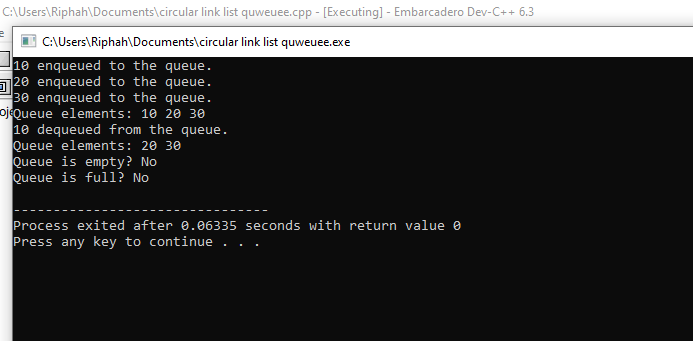 C:\Users\Riphah\Documents\circular link list quweuee.cpp - [Executing] - Embarcadero Dev-C++ 6.3
C:\Users\Riphah\Documents\circular link list quweuee.exe
10 enqueued to the queue.
20 enqueued to the queue.
30 enqueued to the queue.
Queue elements: 10 20 30
10 dequeued from the queue.
Queue elements: 20 30
Queue is empty? No
Queue is full? No
--------------------------------
Process exited after 0.06335 seconds with return value 0
Press any key to continue . . .